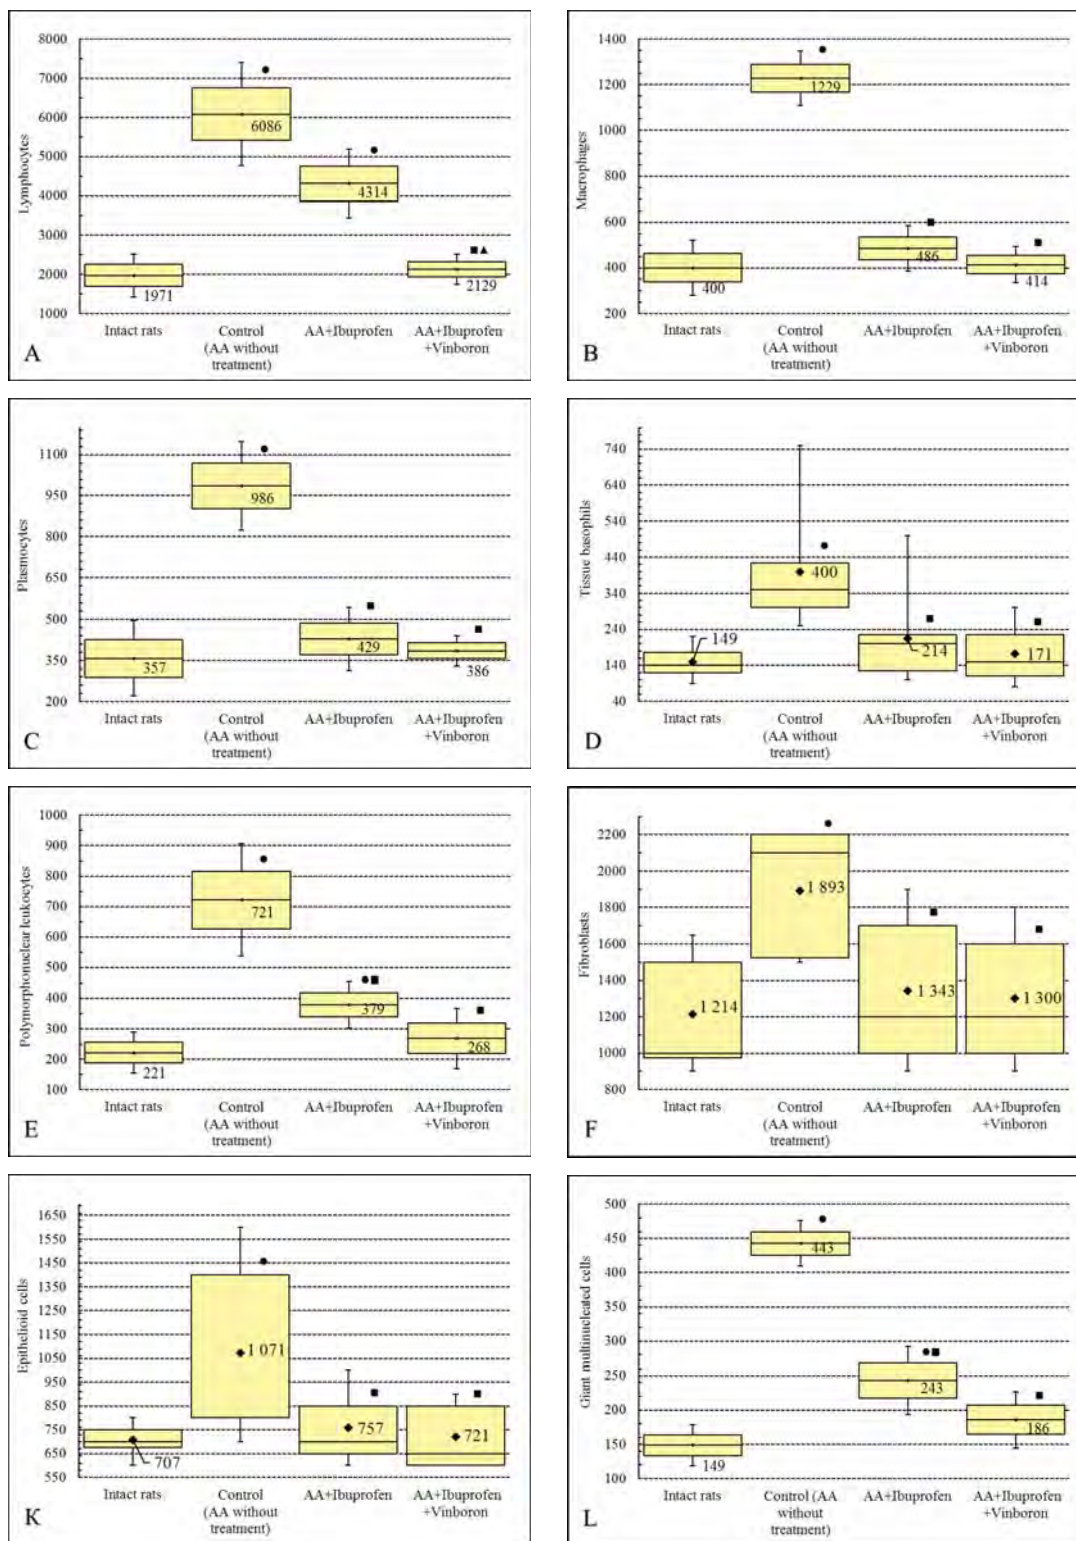 8000
7000
6000
5000
4000
3000
2000
1000
Lymphocytes
1971
6086
4314
2129
Intact rats
Control
(AA without
treatment)
AA+Ibuprofen
AA+Ibuprofen
+Vinboron
A
1400
1200
1000
800
600
400
200
Macrophages
400
1229
486
414
Intact rats
Control
(AA without
treatment)
AA+Ibuprofen
AA+Ibuprofen
+Vinboron
B
1100
950
800
650
500
350
200
Plasmocytes
357
986
429
386
Intact rats
Control
(AA without
treatment)
AA+Ibuprofen
AA+Ibuprofen
+Vinboron
C
740
640
540
440
340
240
140
40
Tissue basophils
149
400
214
171
Intact rats
Control
(AA without
treatment)
AA+Ibuprofen
AA+Ibuprofen
+Vinboron
D
1000
900
800
700
600
500
400
300
200
100
Polymorphonuclear leukocytes
221
721
379
268
Intact rats
Control
(AA without
treatment)
AA+Ibuprofen
AA+Ibuprofen
+Vinboron
E
2200
2000
1800
1600
1400
1200
1000
800
Fibroblasts
1 214
1 893
1 343
1 300
Intact rats
Control
(AA without
treatment)
AA+Ibuprofen
AA+Ibuprofen
+Vinboron
F
1650
1550
1450
1350
1250
1150
1050
950
850
750
650
550
Epithelioid cells
707
1 071
757
721
Intact rats
Control
(AA without
treatment)
AA+Ibuprofen
AA+Ibuprofen
+Vinboron
K
500
450
400
350
300
250
200
150
100
Giant multinucleated cells
149
443
243
186
Intact rats
Control (AA
without
treatment)
AA+Ibuprofen
AA+Ibuprofen
+Vinboron
L